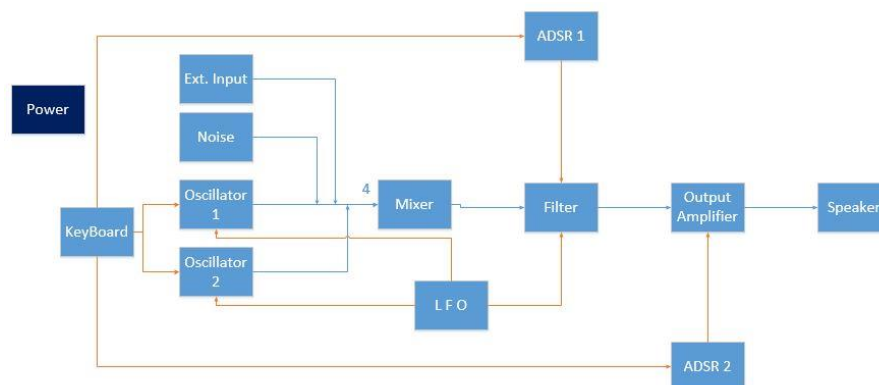 ADSR 1
Ext. Input
Power
Noise
Oscillator
1
4
Mixer
Filter
Output
Amplifier
Speaker
KeyBoard
Oscillator
2
L F O
ADSR 2